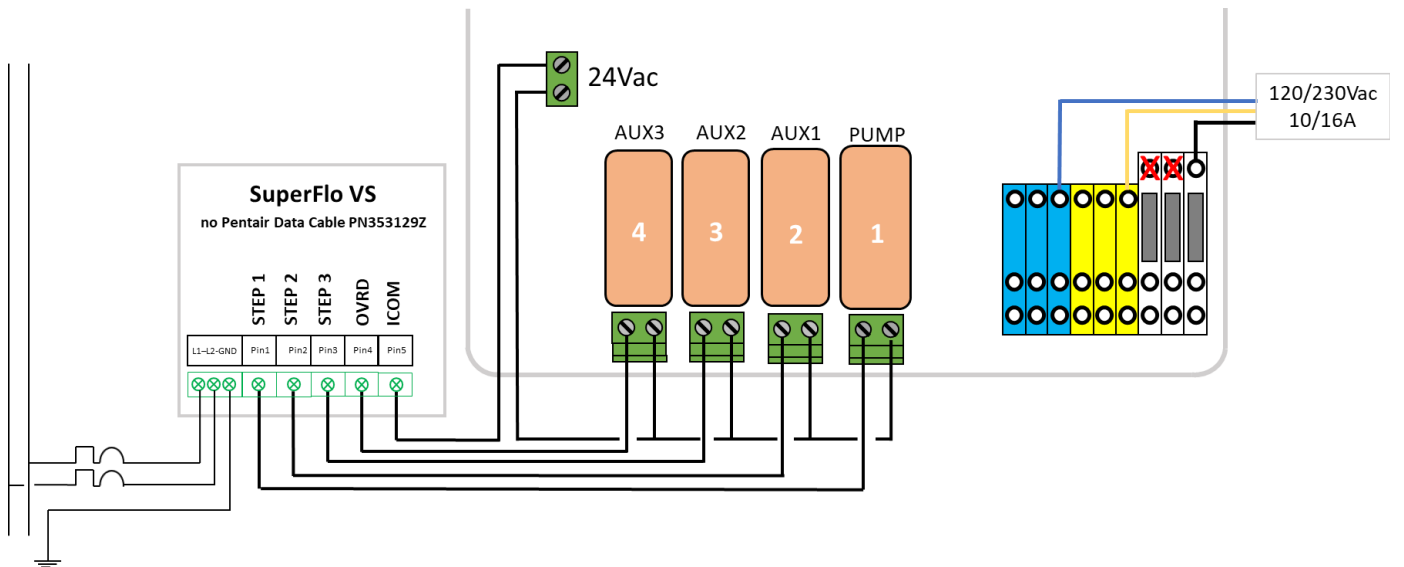 24Vac
120/230Vac
10/16A
AUX3 AUX2 AUX1 PUMP
4 3 2 1
SuperFlo VS
no Pentair Data Cable PN353129Z
STEP 1
STEP 2
STEP 3
OVRD
ICOM
L1–L2-GND Pin1 Pin2 Pin3 Pin4 Pin5